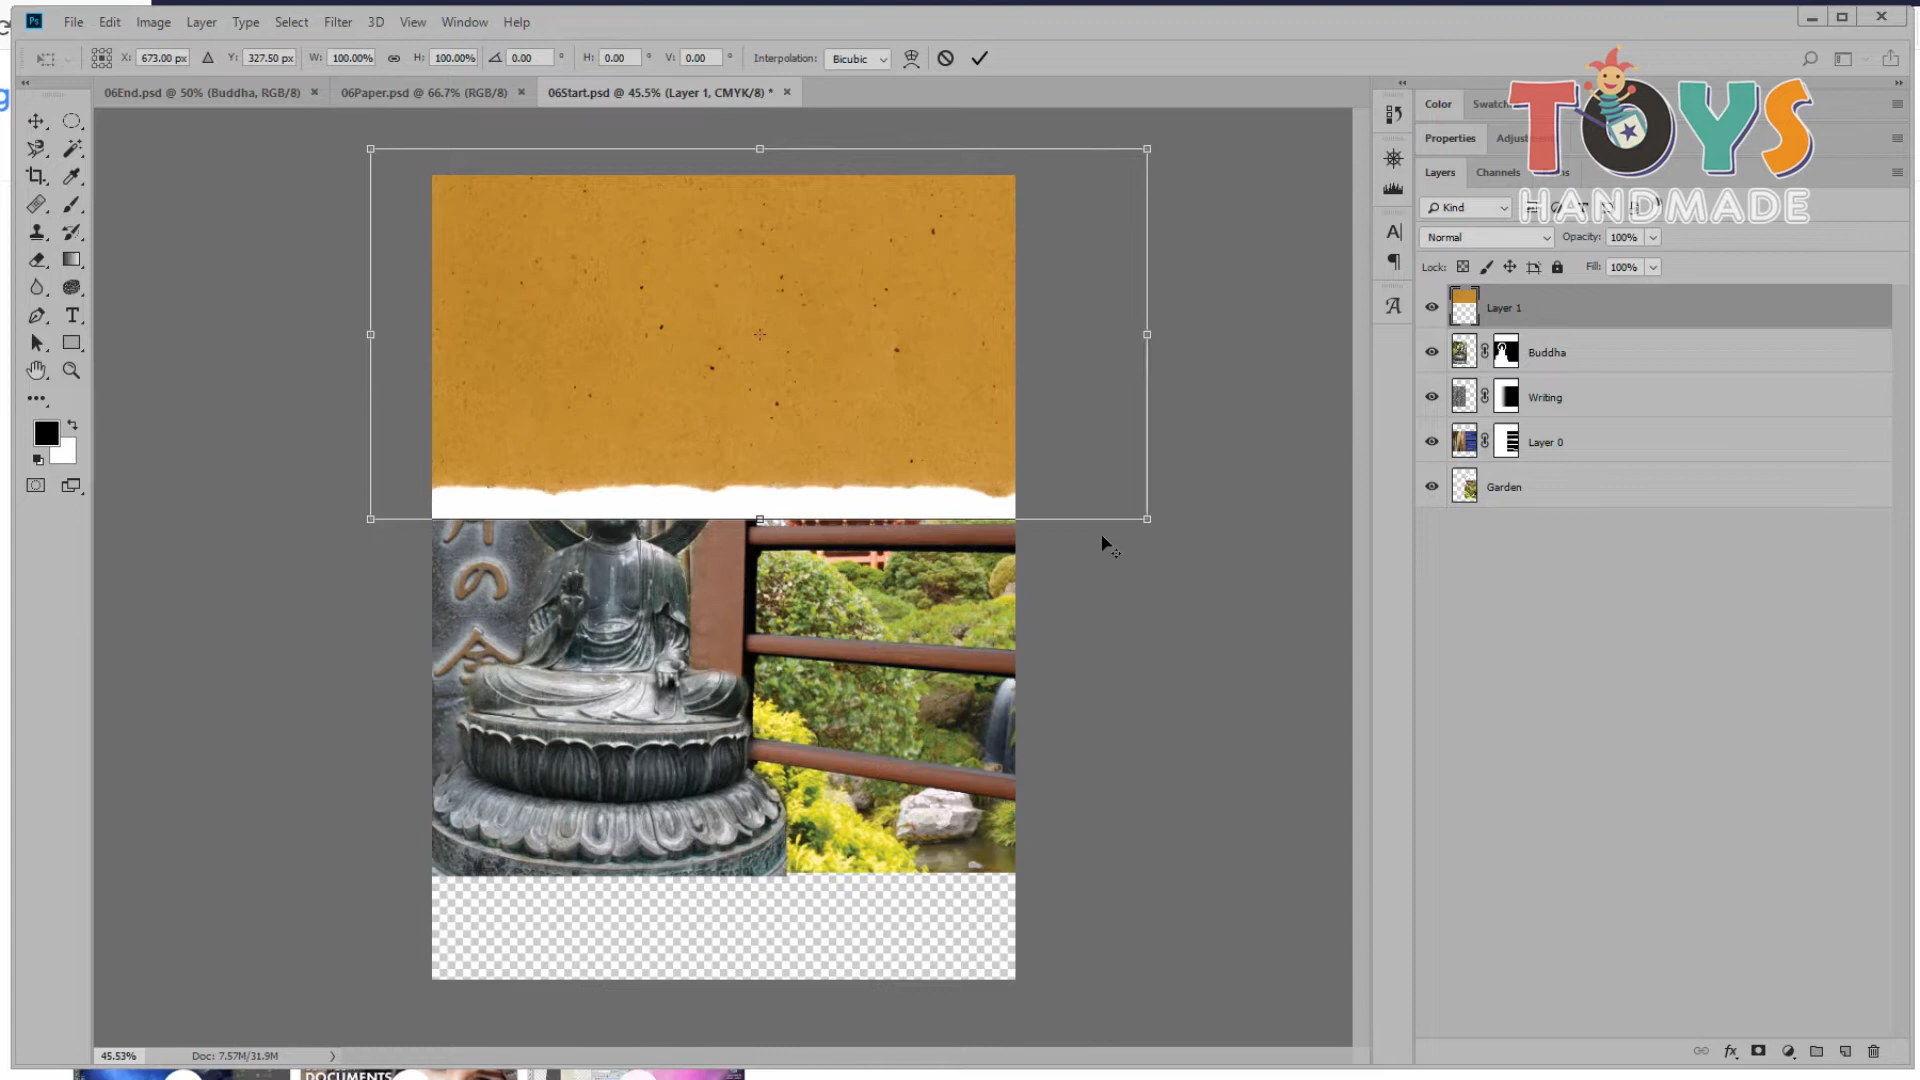 File Edit Image Layer Type Select Filter 3D View Window Help
X: 673.00 px Y: 327.50 px W: 100.00% H: 100.00% 0.00 ° H: 0.00 ° V: 0.00 ° Interpolation: Bicubic
06End.psd @ 50% (Buddha, RGB/8) × 06Paper.psd @ 66.7% (RGB/8) × 06Start.psd @ 45.5% (Layer 1, CMYK/8) * ×
Color
Properties
TOYS
HANDMADE
Layers Channels
Kind
Normal Opacity: 100%
Lock: Fill: 100%
Layer 1
Buddha
Writing
Layer 0
Garden
の
金
45.53% Doc: 7.57M/31.9M
DOCUMENTS